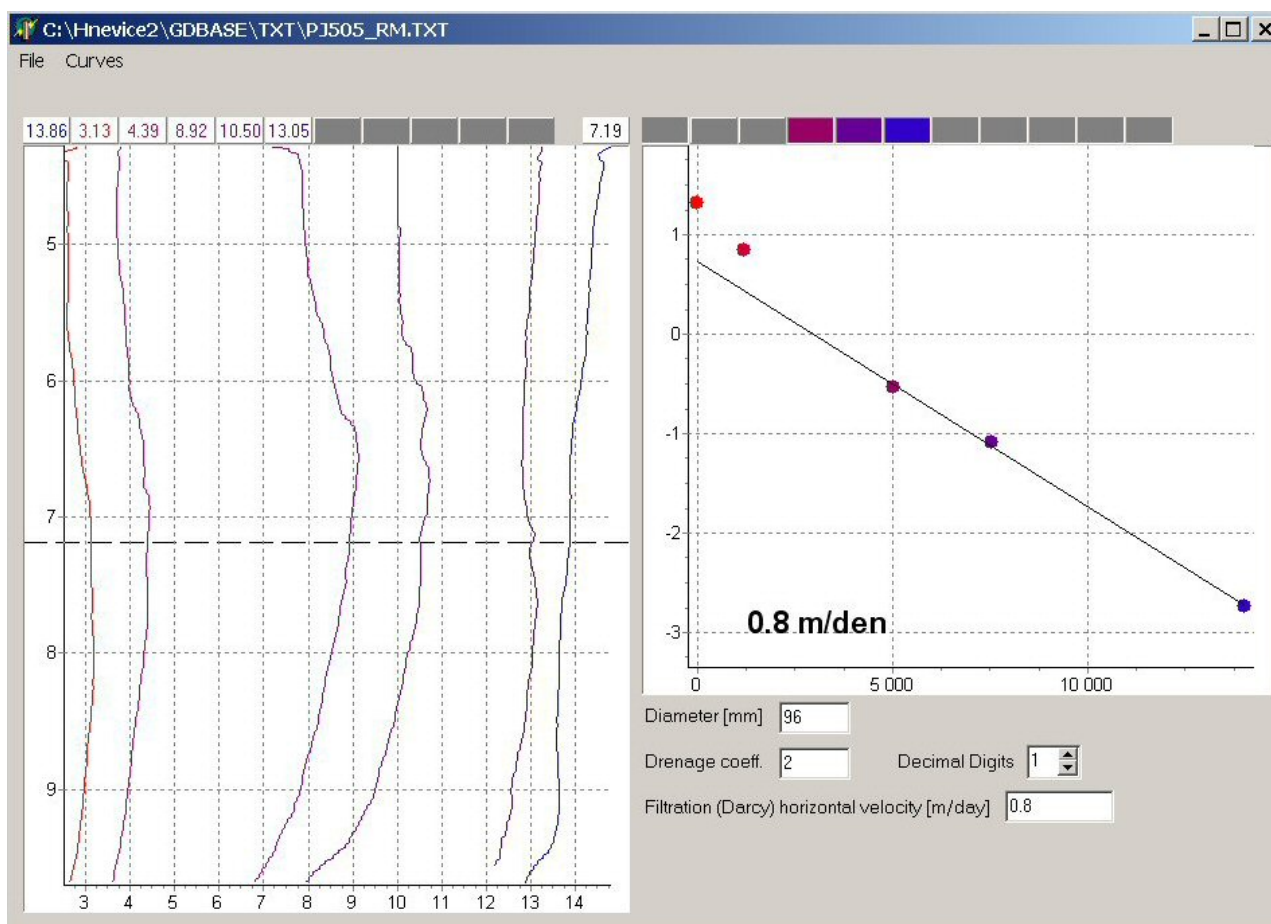 C:\Hnevice2\GDBASE\TXT\PJ505_RM.TXT
File Curves
13.86 3.13 4.39 8.92 10.50 13.05 7.19
5
6
7
8
9
3 4 5 6 7 8 9 10 11 12 13 14
1
0
-1
-2
-3
0.8 m/den
0 5 000 10 000
Diameter [mm] 96
Drenage coeff. 2 Decimal Digits 1
Filtration (Darcy) horizontal velocity [m/day] 0.8